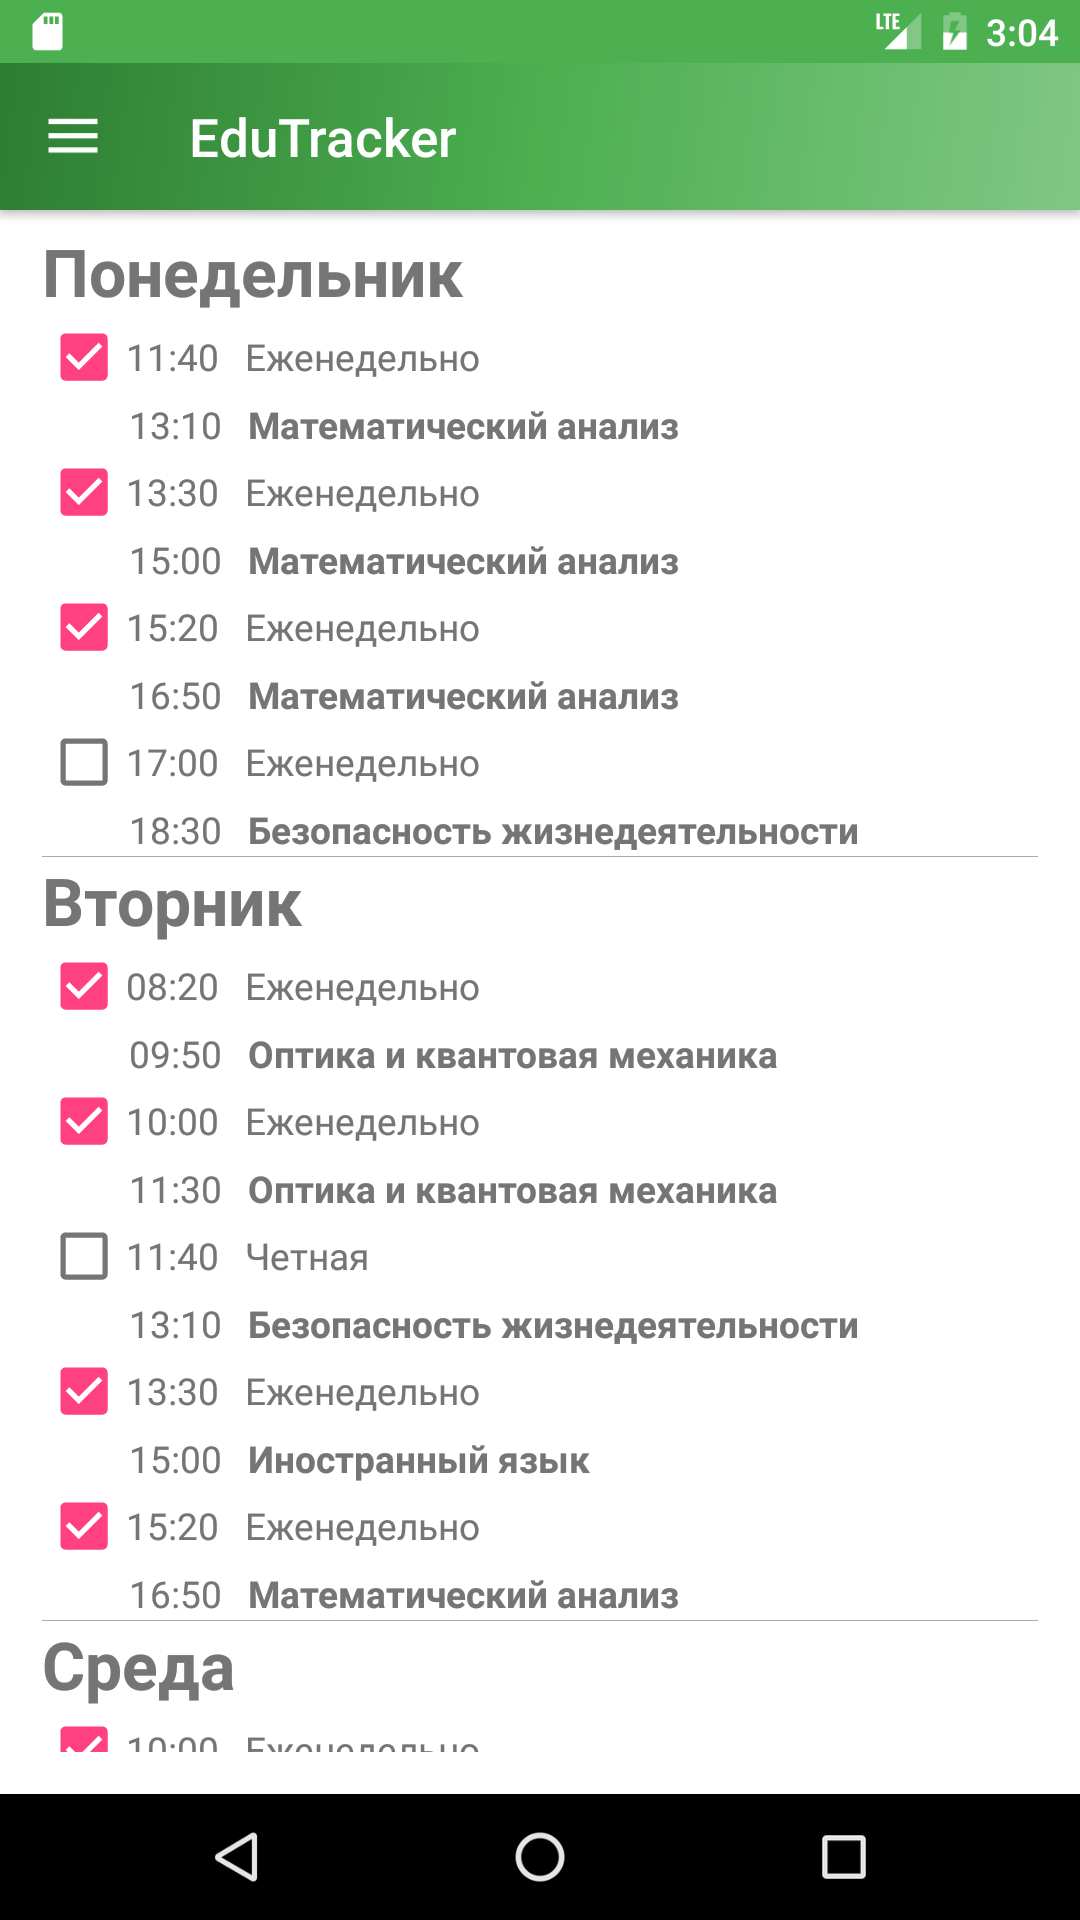 LTE 3:04
EduTracker
Понедельник
11:40 Еженедельно
13:10 Математический анализ
13:30 Еженедельно
15:00 Математический анализ
15:20 Еженедельно
16:50 Математический анализ
17:00 Еженедельно
18:30 Безопасность жизнедеятельности
Вторник
08:20 Еженедельно
09:50 Оптика и квантовая механика
10:00 Еженедельно
11:30 Оптика и квантовая механика
11:40 Четная
13:10 Безопасность жизнедеятельности
13:30 Еженедельно
15:00 Иностранный язык
15:20 Еженедельно
16:50 Математический анализ
Среда
10:00 Еженедельно